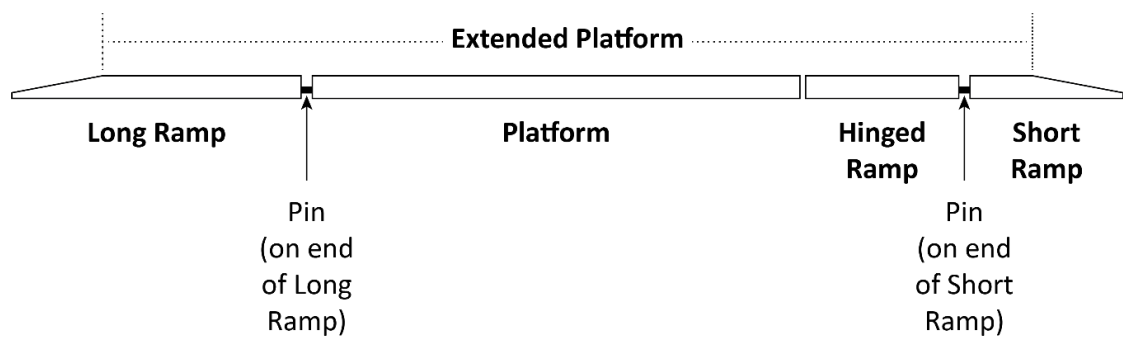 Extended Platform
Long Ramp
Platform
Hinged
Ramp
Short
Ramp
Pin
(on end
of Long
Ramp)
Pin
(on end
of Short
Ramp)